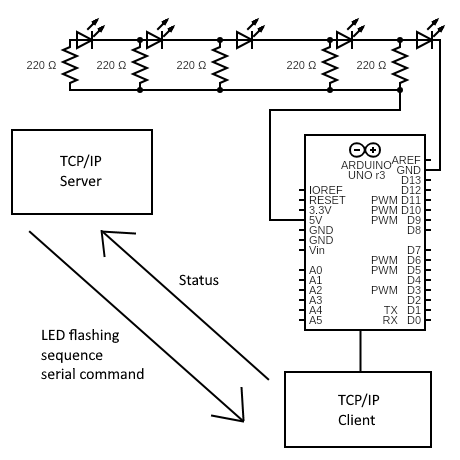 220 Ω 220 Ω 220 Ω 220 Ω 220 Ω
TCP/IP
Server
ARDUINO
UNO r3
AREF
GND
D13
IOREF D12
RESET PWM D11
3.3V PWM D10
5V PWM D9
GND D8
GND
Vin D7
PWM D6
A0 PWM D5
A1 D4
A2 PWM D3
A3 D2
A4 TX D1
A5 RX D0
Status
LED flashing
sequence
serial command
TCP/IP
Client